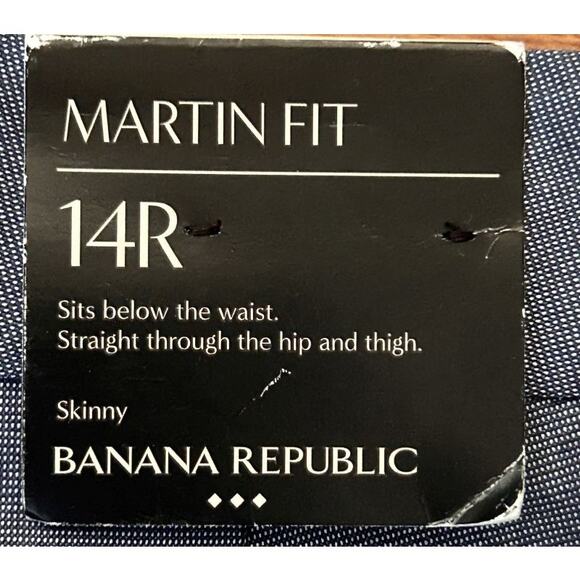 MARTIN FIT
14R
Sits below the waist.
Straight through the hip and thigh.
Skinny
BANANA REPUBLIC